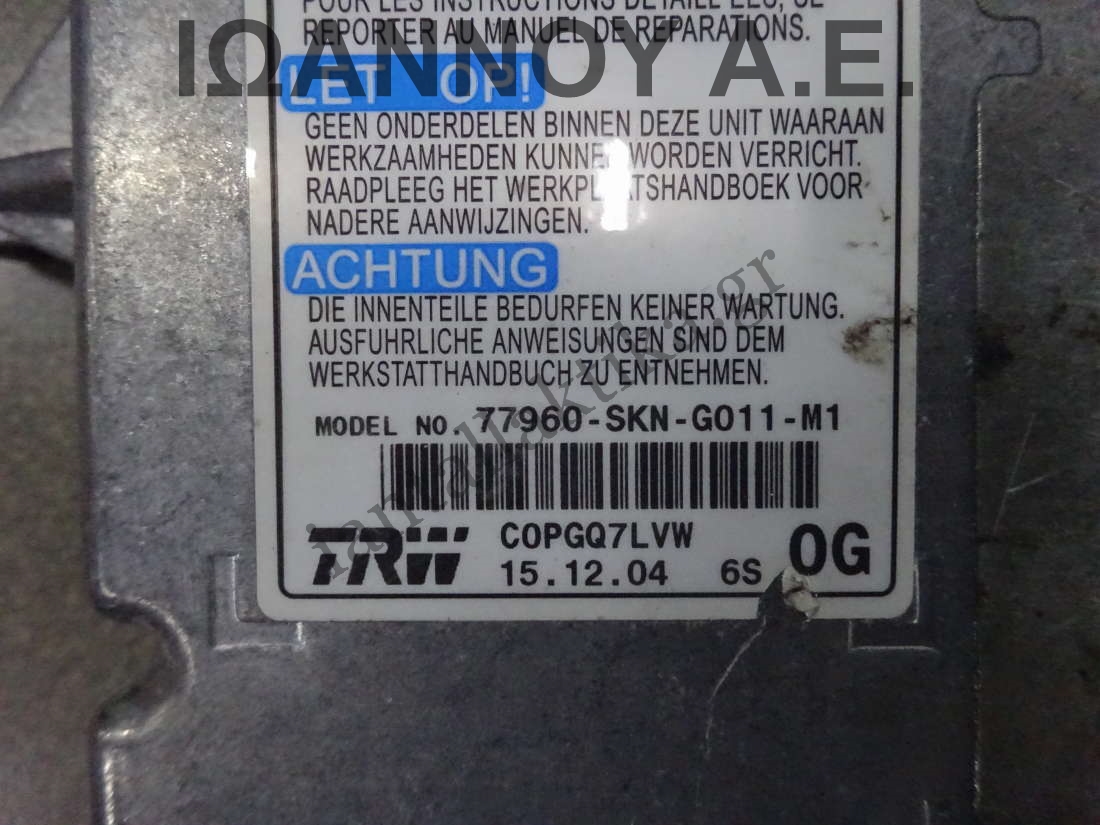 POUR LES INSTRUCTIONS DETAILLEES, SE
REPORTER AU MANUEL DE REPARATIONS.
ΙΩΑΝΝΟΥ Α.Ε.
LET OP!
GEEN ONDERDELEN BINNEN DEZE UNIT WAARAAN
WERKZAAMHEDEN KUNNEN WORDEN VERRICHT.
RAADPLEEG HET WERKPLAATSHANDBOEK VOOR
NADERE AANWIJZINGEN.
ACHTUNG
DIE INNENTEILE BEDURFEN KEINER WARTUNG.
AUSFUHRLICHE ANWEISUNGEN SIND DEM
WERKSTATTHANDBUCH ZU ENTNEHMEN.
MODEL NO. 77960-SKN-G011-M1
TRW
C0PGQ7LVW
15.12.04 6S 0G
iantallaktika.gr